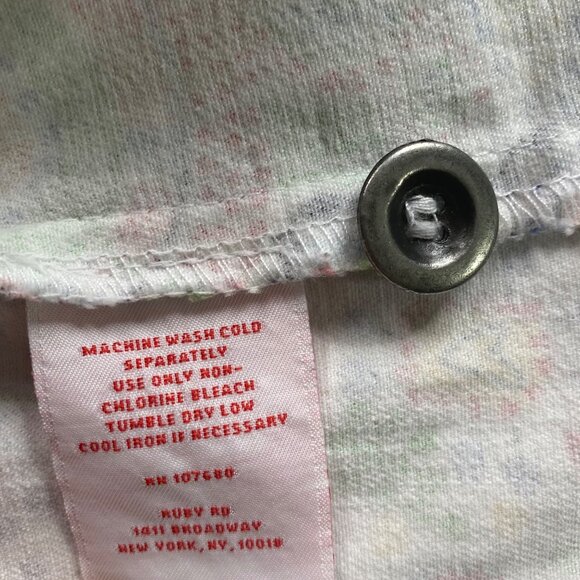 MACHINE WASH COLD
SEPARATELY
USE ONLY NON-
CHLORINE BLEACH
TUMBLE DRY LOW
COOL IRON IF NECESSARY
RN 107680
RUBY RD
1411 BROADWAY
NEW YORK, NY, 10018